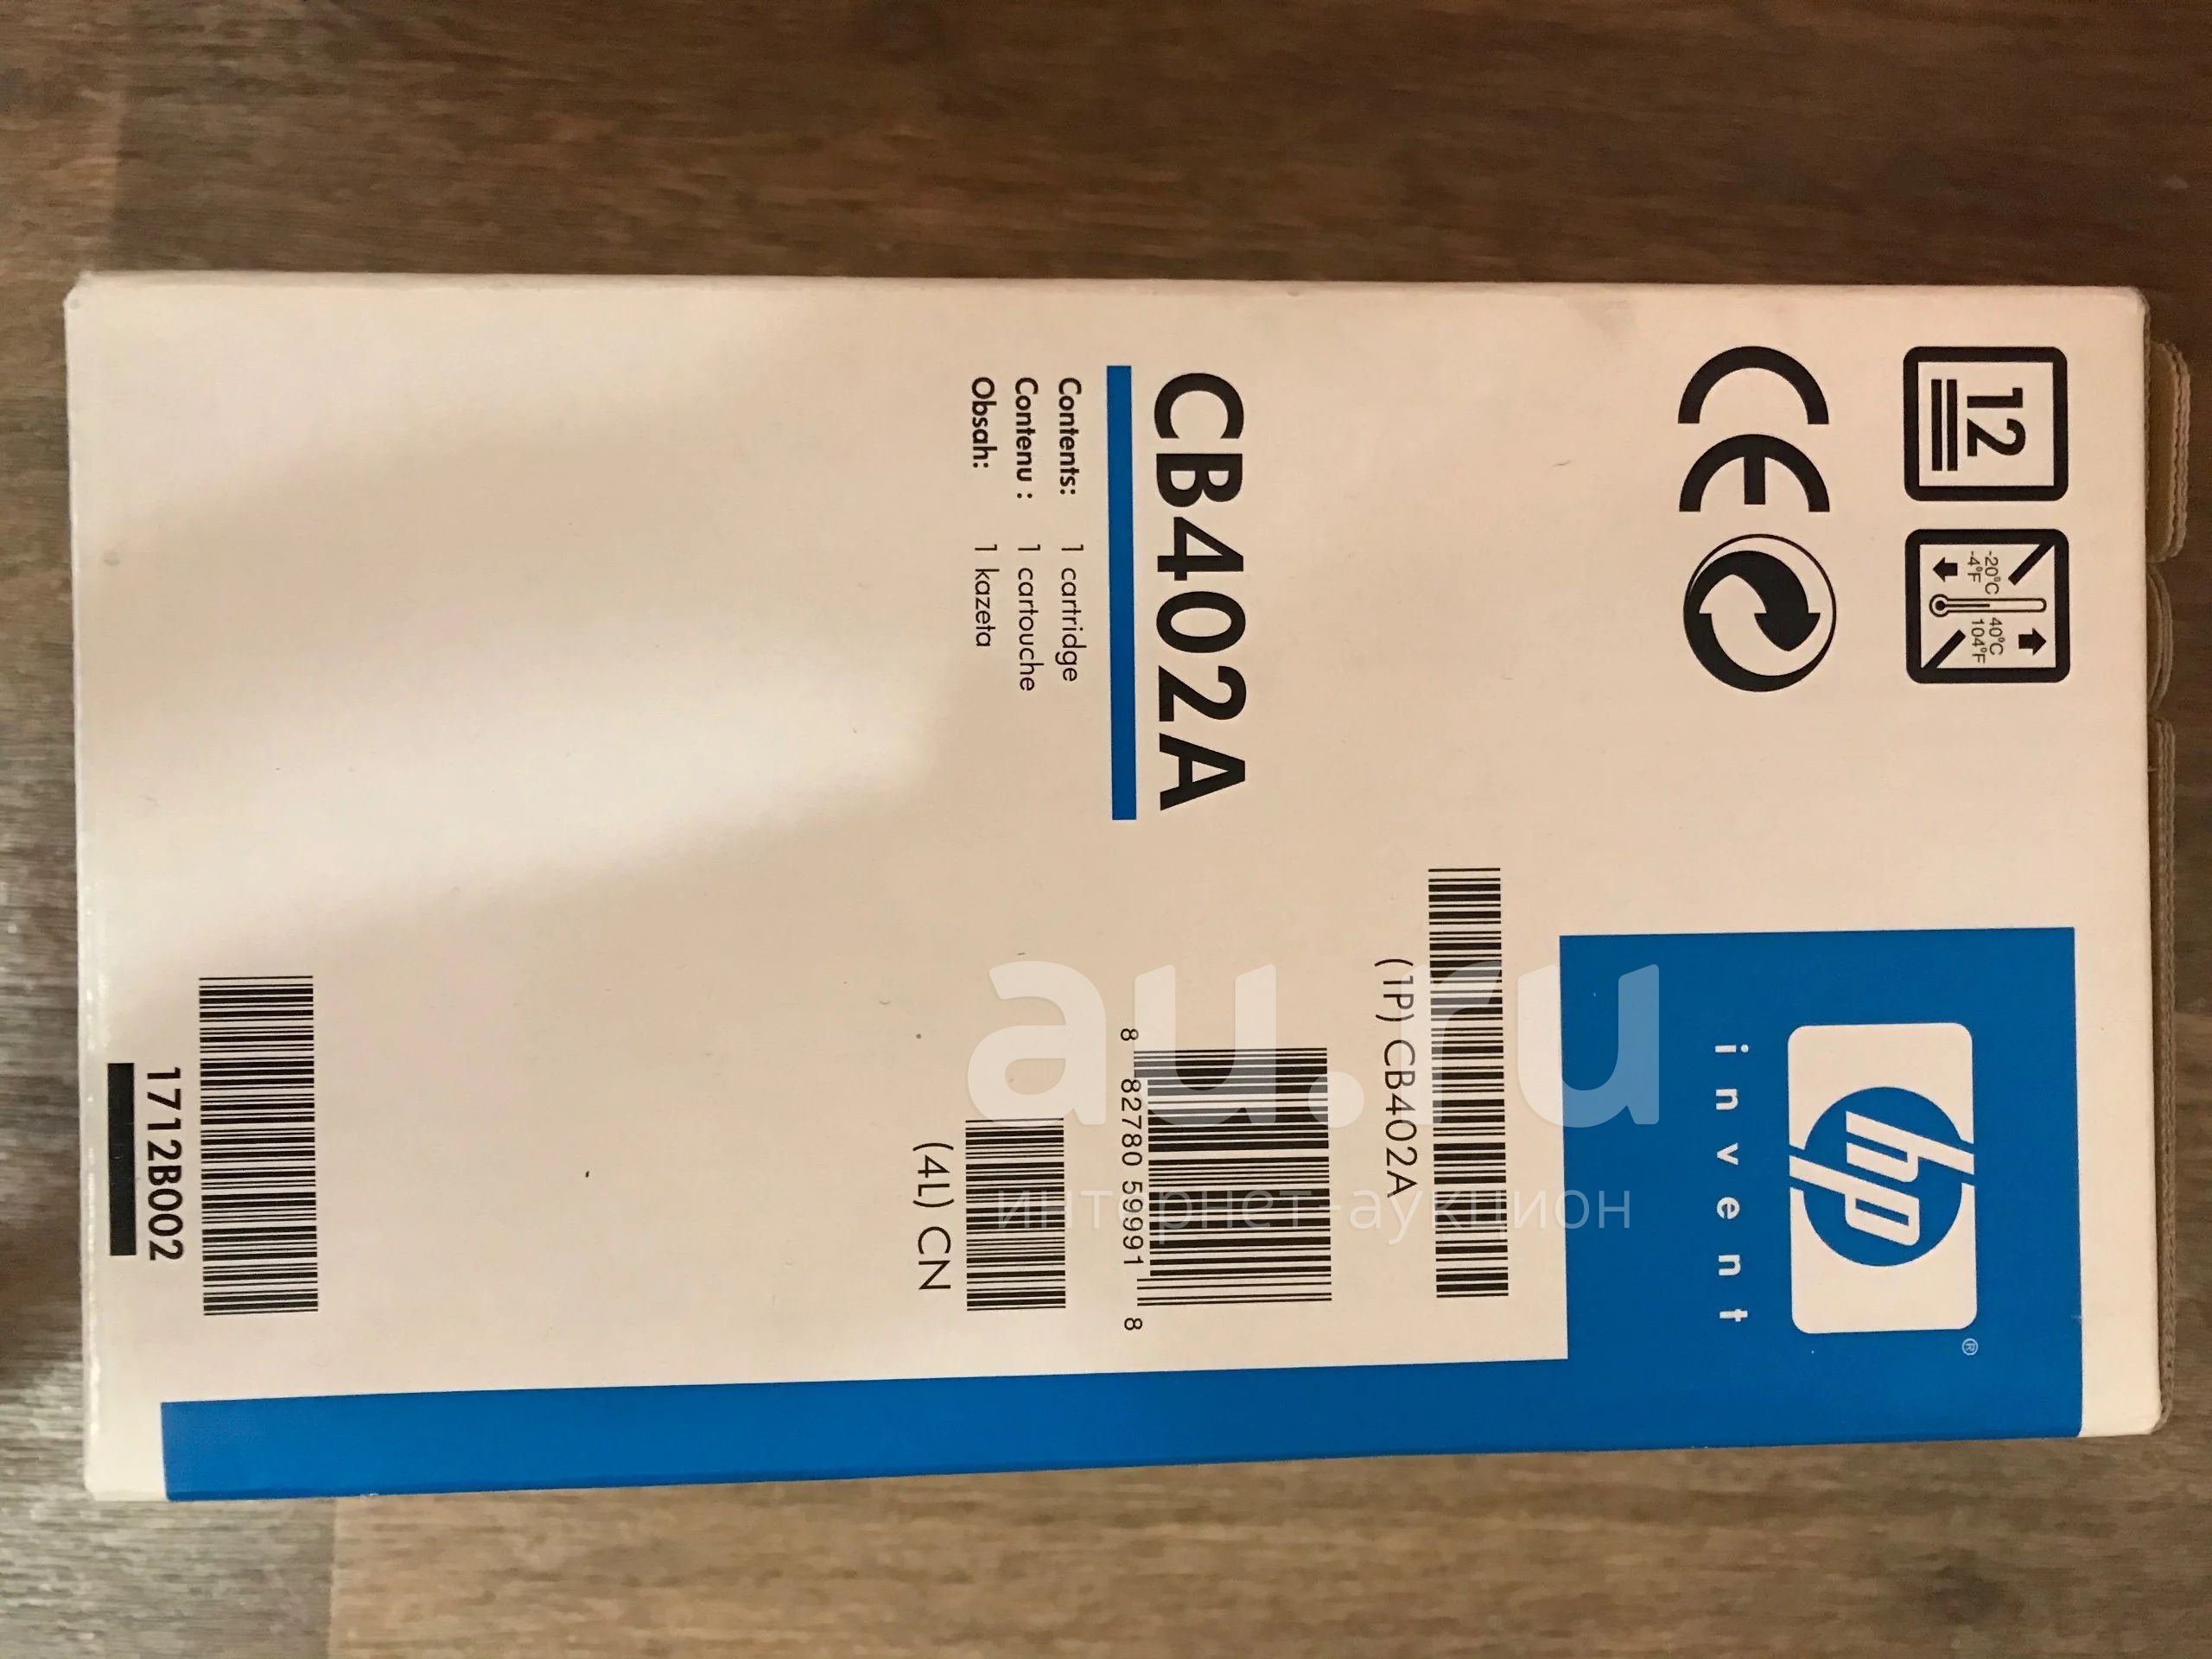 12
-20°C
-4°F
40°C
104°F
CE
hp
®
invent
(1P) CB402A
CB402A
8 82780 59991 8
Contents: 1 cartridge
Contenu : 1 cartouche
Obsah: 1 kazeta
(4L) CN
1712B002
au.ru
интернет-аукцион